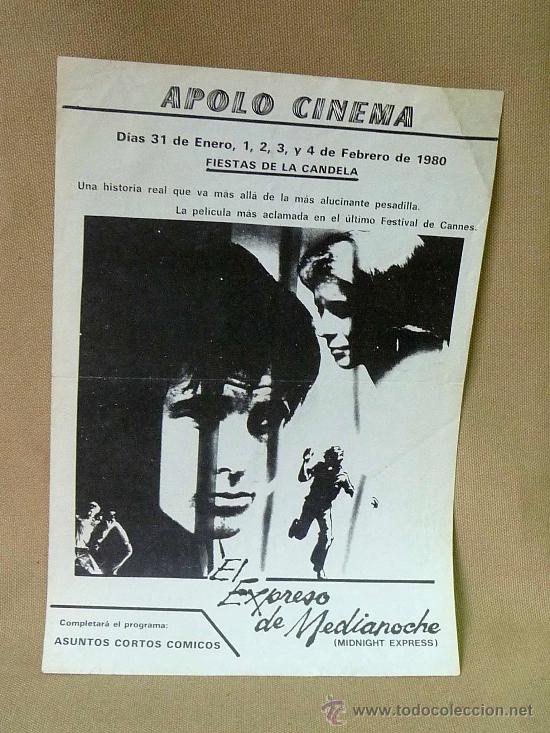 APOLO CINEMA
Dias 31 de Enero, 1, 2, 3, y 4 de Febrero de 1980
FIESTAS DE LA CANDELA
Una historia real que va más allá de la más alucinante pesadilla.
La pelicula más aclamada en el último Festival de Cannes.
El
Expreso
de Medianoche
(MIDNIGHT EXPRESS)
Completará el programa:
ASUNTOS CORTOS COMICOS
www.todocoleccion.net